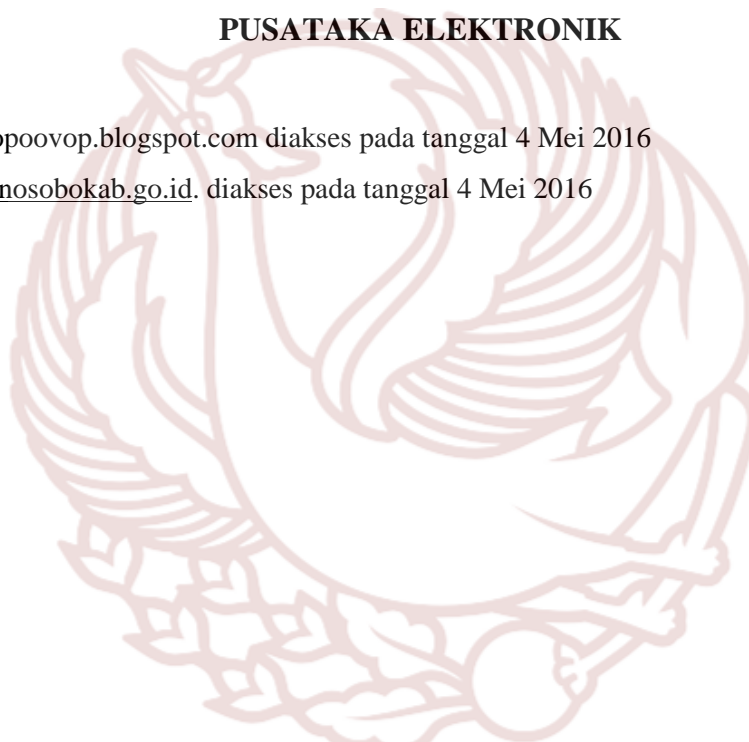 PUSATAKA ELEKTRONIK
opoovop.blogspot.com diakses pada tanggal 4 Mei 2016
nosobokab.go.id. diakses pada tanggal 4 Mei 2016